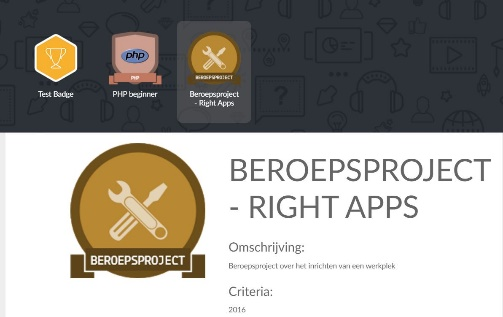 php
PHP
BEROEPSPROJECT
Test Badge
PHP beginner
Beroepsproject
- Right Apps
BEROEPSPROJECT
BEROEPSPROJECT
- RIGHT APPS
Omschrijving:
Beroepsproject over het inrichten van een werkplek
Criteria:
2016